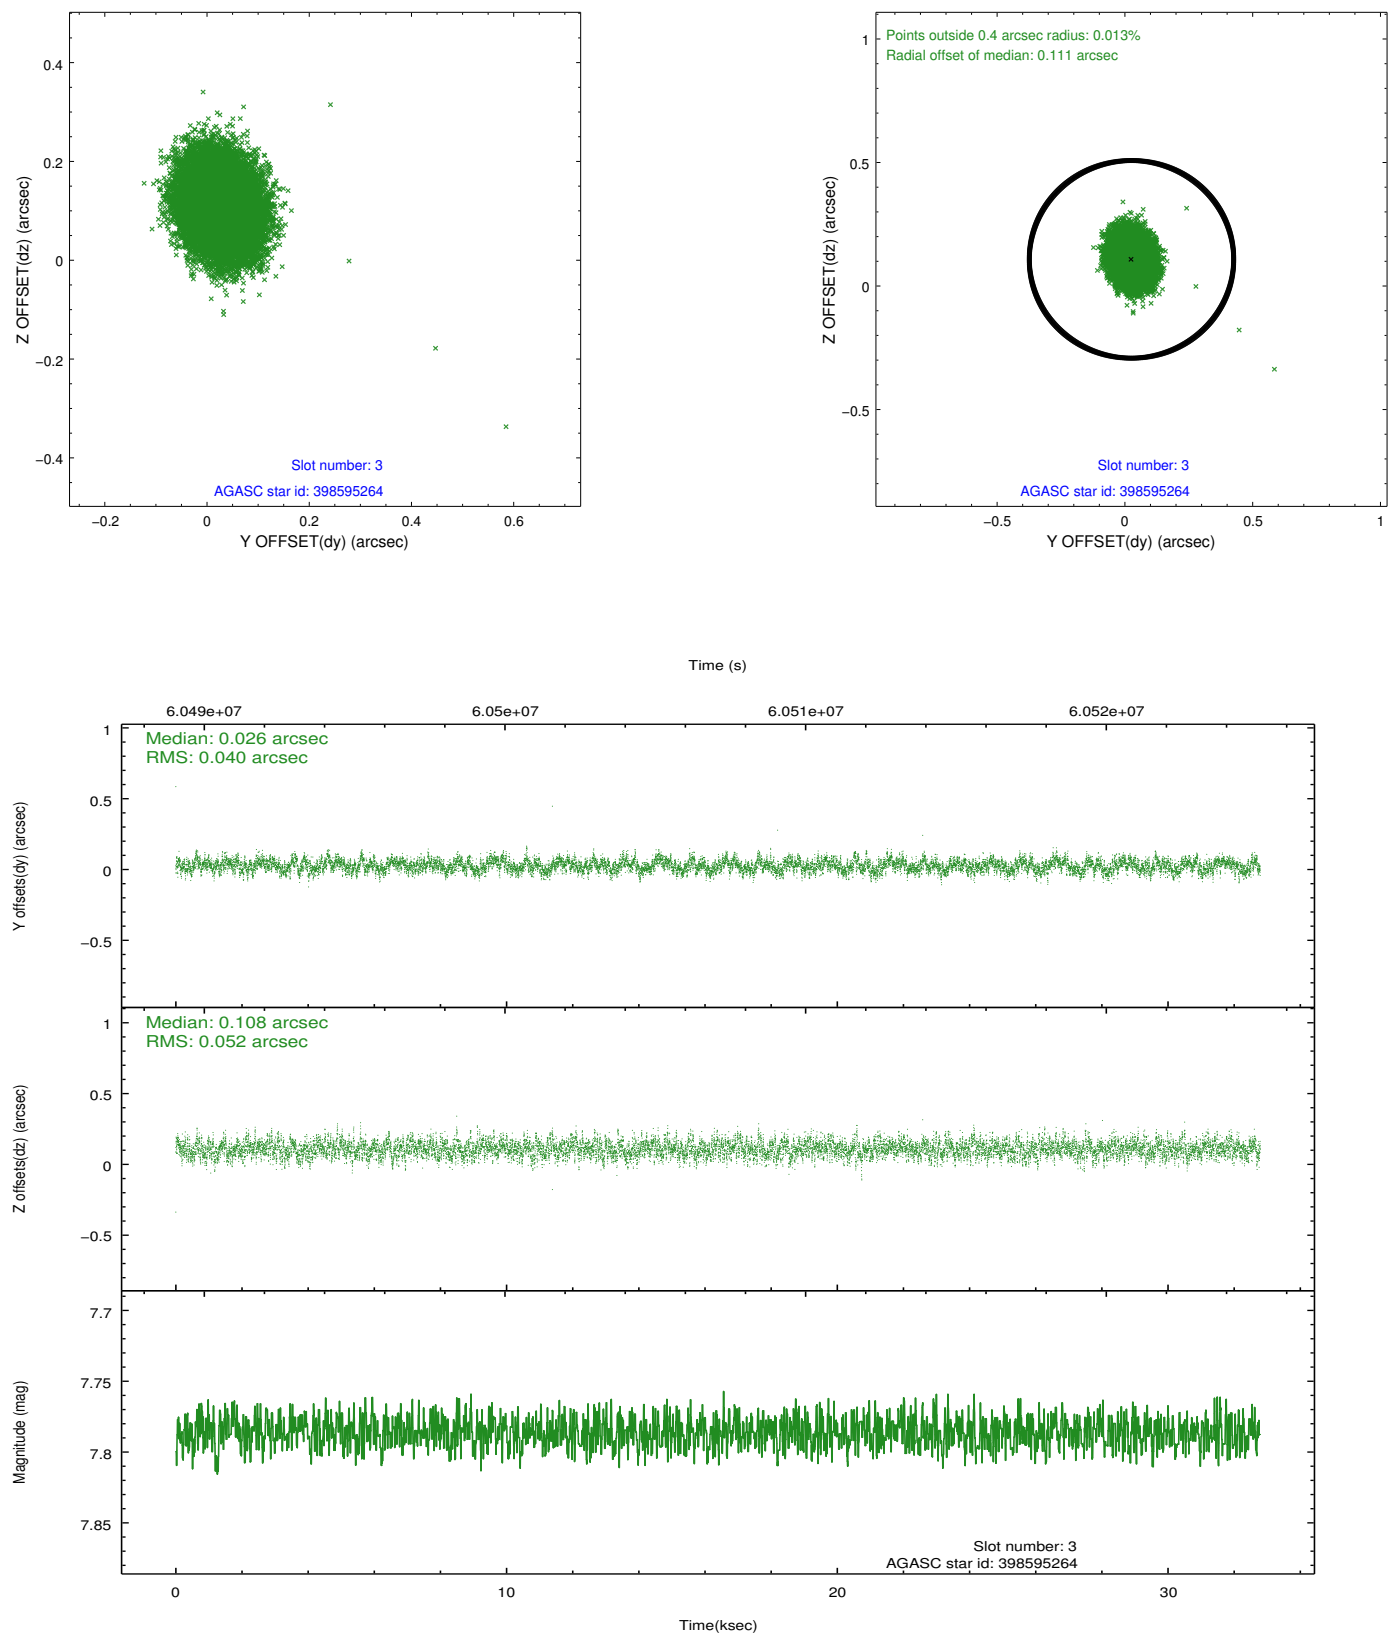 0.4
0.2
0
−0.2
−0.4
Z OFFSET(dz) (arcsec)
Slot number: 3
AGASC star id: 398595264
−0.2 0 0.2 0.4 0.6
Y OFFSET(dy) (arcsec)
Points outside 0.4 arcsec radius: 0.013%
Radial offset of median: 0.111 arcsec
1
0.5
0
−0.5
Z OFFSET(dz) (arcsec)
Slot number: 3
AGASC star id: 398595264
−0.5 0 0.5 1
Y OFFSET(dy) (arcsec)
Time (s)
6.049e+07 6.05e+07 6.051e+07 6.052e+07
Median: 0.026 arcsec
RMS: 0.040 arcsec
1
0.5
0
−0.5
Y offsets(dy) (arcsec)
Median: 0.108 arcsec
RMS: 0.052 arcsec
1
0.5
0
−0.5
Z offsets(dz) (arcsec)
7.7
7.75
7.8
7.85
Magnitude (mag)
Slot number: 3
AGASC star id: 398595264
0 10 20 30
Time(ksec)